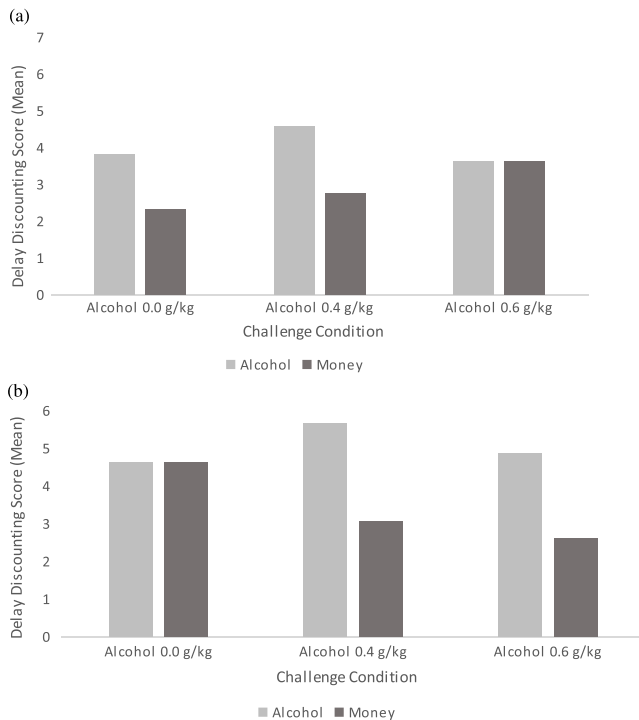 (a)
7
6
5
4
3
2
1
0
Delay Discounting Score (Mean)
Alcohol 0.0 g/kg Alcohol 0.4 g/kg Alcohol 0.6 g/kg
Challenge Condition
Alcohol Money
(b)
6
5
4
3
2
1
0
Delay Discounting Score (Mean)
Alcohol 0.0 g/kg Alcohol 0.4 g/kg Alcohol 0.6 g/kg
Challenge Condition
Alcohol Money